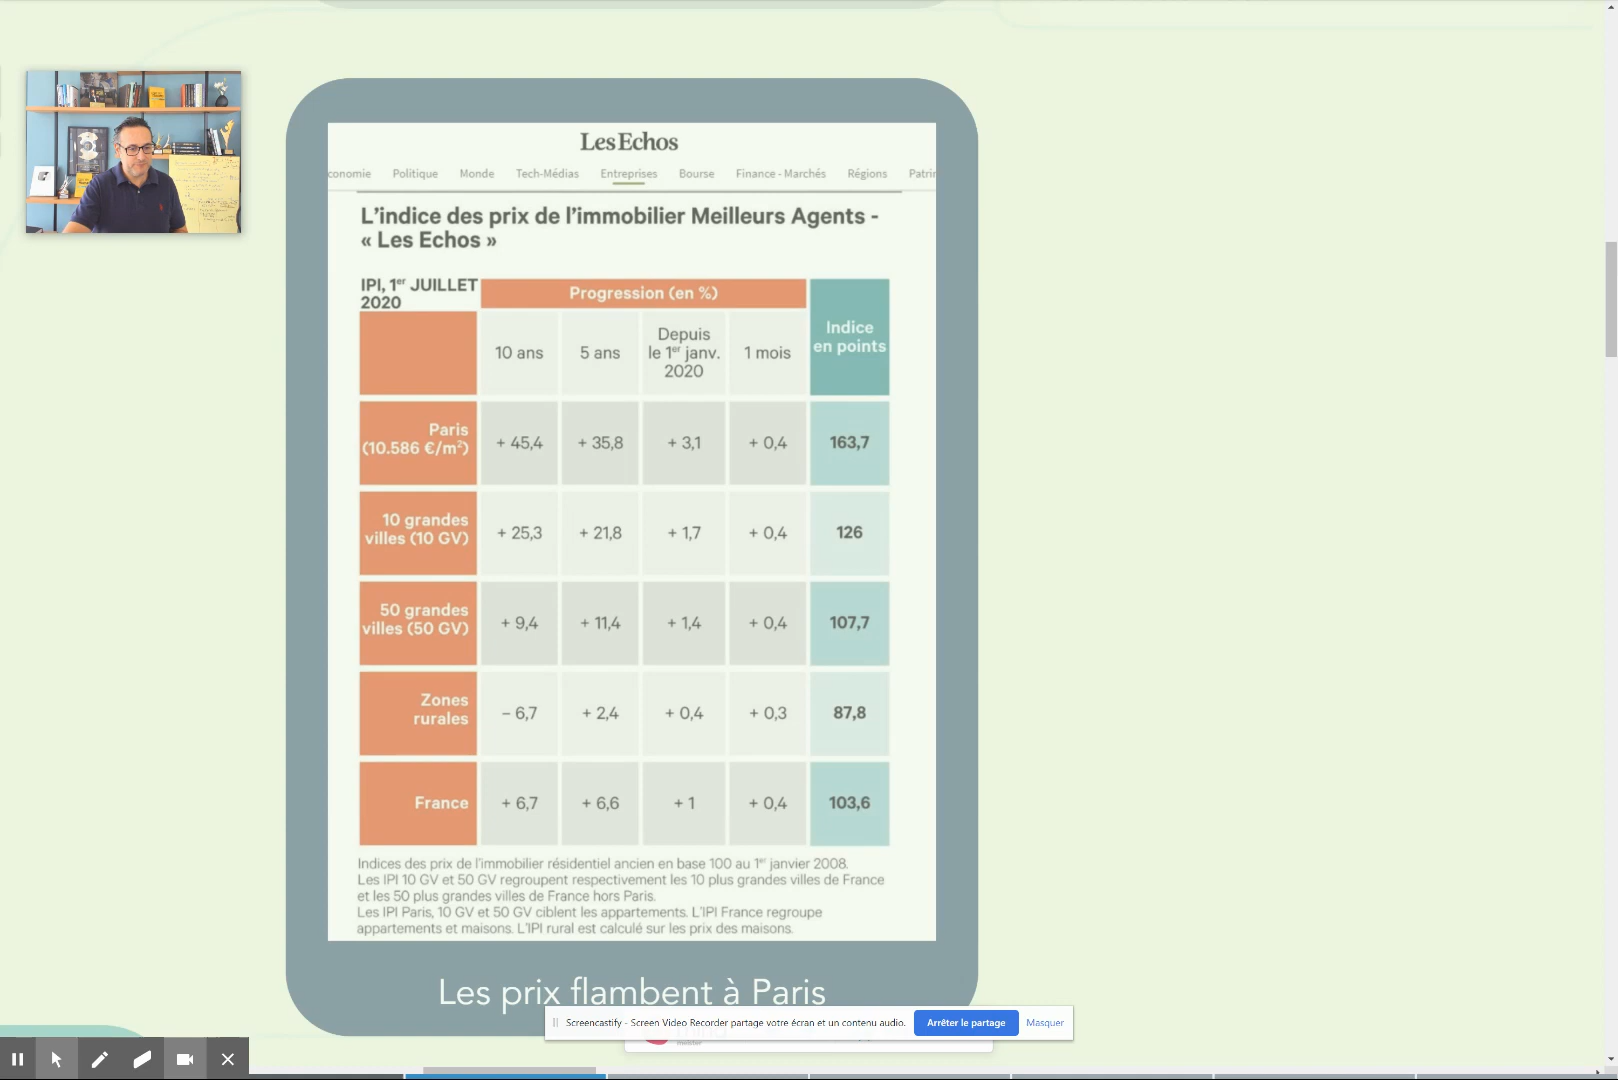 Les Echos
conomie Politique Monde Tech-Médias Entreprises Bourse Finance - Marchés Régions Patrir
L'indice des prix de l'immobilier Meilleurs Agents -
« Les Echos »
IPI, 1er JUILLET
2020
Progression (en %)
Indice
en points
10 ans
5 ans
Depuis
le 1er janv.
2020
1 mois
Paris
(10.586 €/m²)
+ 45,4 + 35,8 + 3,1 + 0,4 163,7
10 grandes
villes (10 GV)
+ 25,3 + 21,8 + 1,7 + 0,4 126
50 grandes
villes (50 GV)
+ 9,4 + 11,4 + 1,4 + 0,4 107,7
Zones
rurales
– 6,7 + 2,4 + 0,4 + 0,3 87,8
France
+ 6,7 + 6,6 + 1 + 0,4 103,6
Indices des prix de l'immobilier résidentiel ancien en base 100 au 1er janvier 2008.
Les IPI 10 GV et 50 GV regroupent respectivement les 10 plus grandes villes de France
et les 50 plus grandes villes de France hors Paris.
Les IPI Paris, 10 GV et 50 GV ciblent les appartements. L'IPI France regroupe
appartements et maisons. L'IPI rural est calculé sur les prix des maisons.
Les prix flambent à Paris
Screencastify - Screen Video Recorder partage votre écran et un contenu audio. Arrêter le partage Masquer
meister